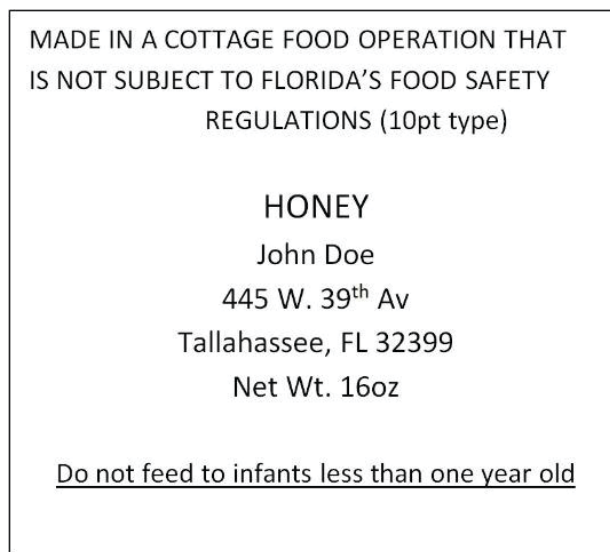 MADE IN A COTTAGE FOOD OPERATION THAT
IS NOT SUBJECT TO FLORIDA’S FOOD SAFETY
REGULATIONS (10pt type)
HONEY
John Doe
445 W. 39th Av
Tallahassee, FL 32399
Net Wt. 16oz
Do not feed to infants less than one year old